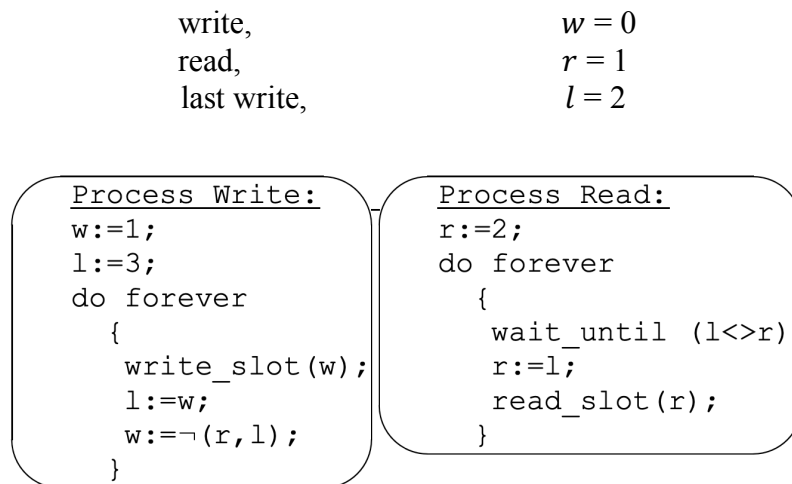 write, w = 0
read, r = 1
last write, l = 2
Process Write:
w:=1;
l:=3;
do forever
{
write_slot(w);
l:=w;
w:=¬(r,l);
}
Process Read:
r:=2;
do forever
{
wait_until (l<>r)
r:=l;
read_slot(r);
}